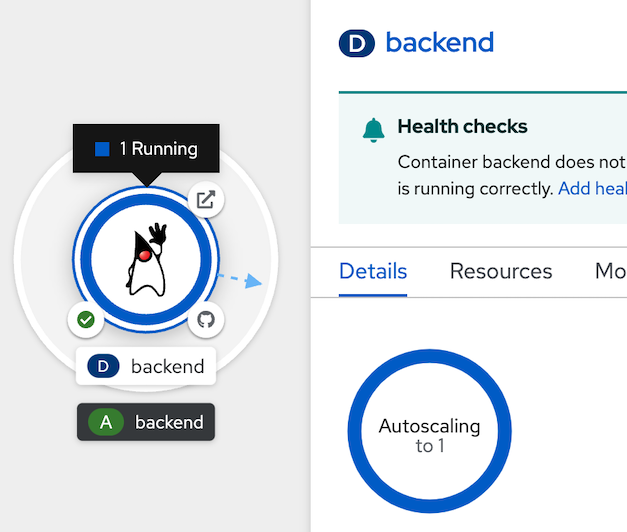 D backend
Health checks
1 Running
Container backend does not
is running correctly. Add heal
Details Resources Mo
D backend
A backend
Autoscaling
to 1